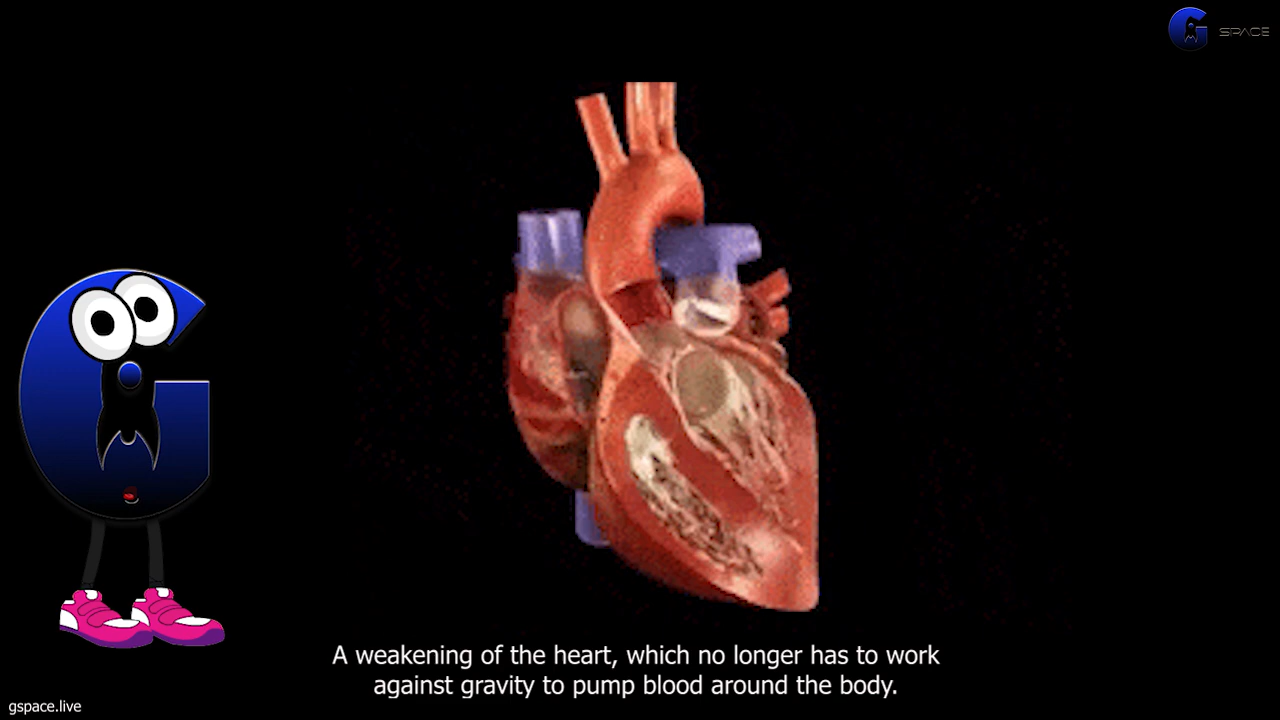 SPACE
A weakening of the heart, which no longer has to work
against gravity to pump blood around the body.
gspace.live